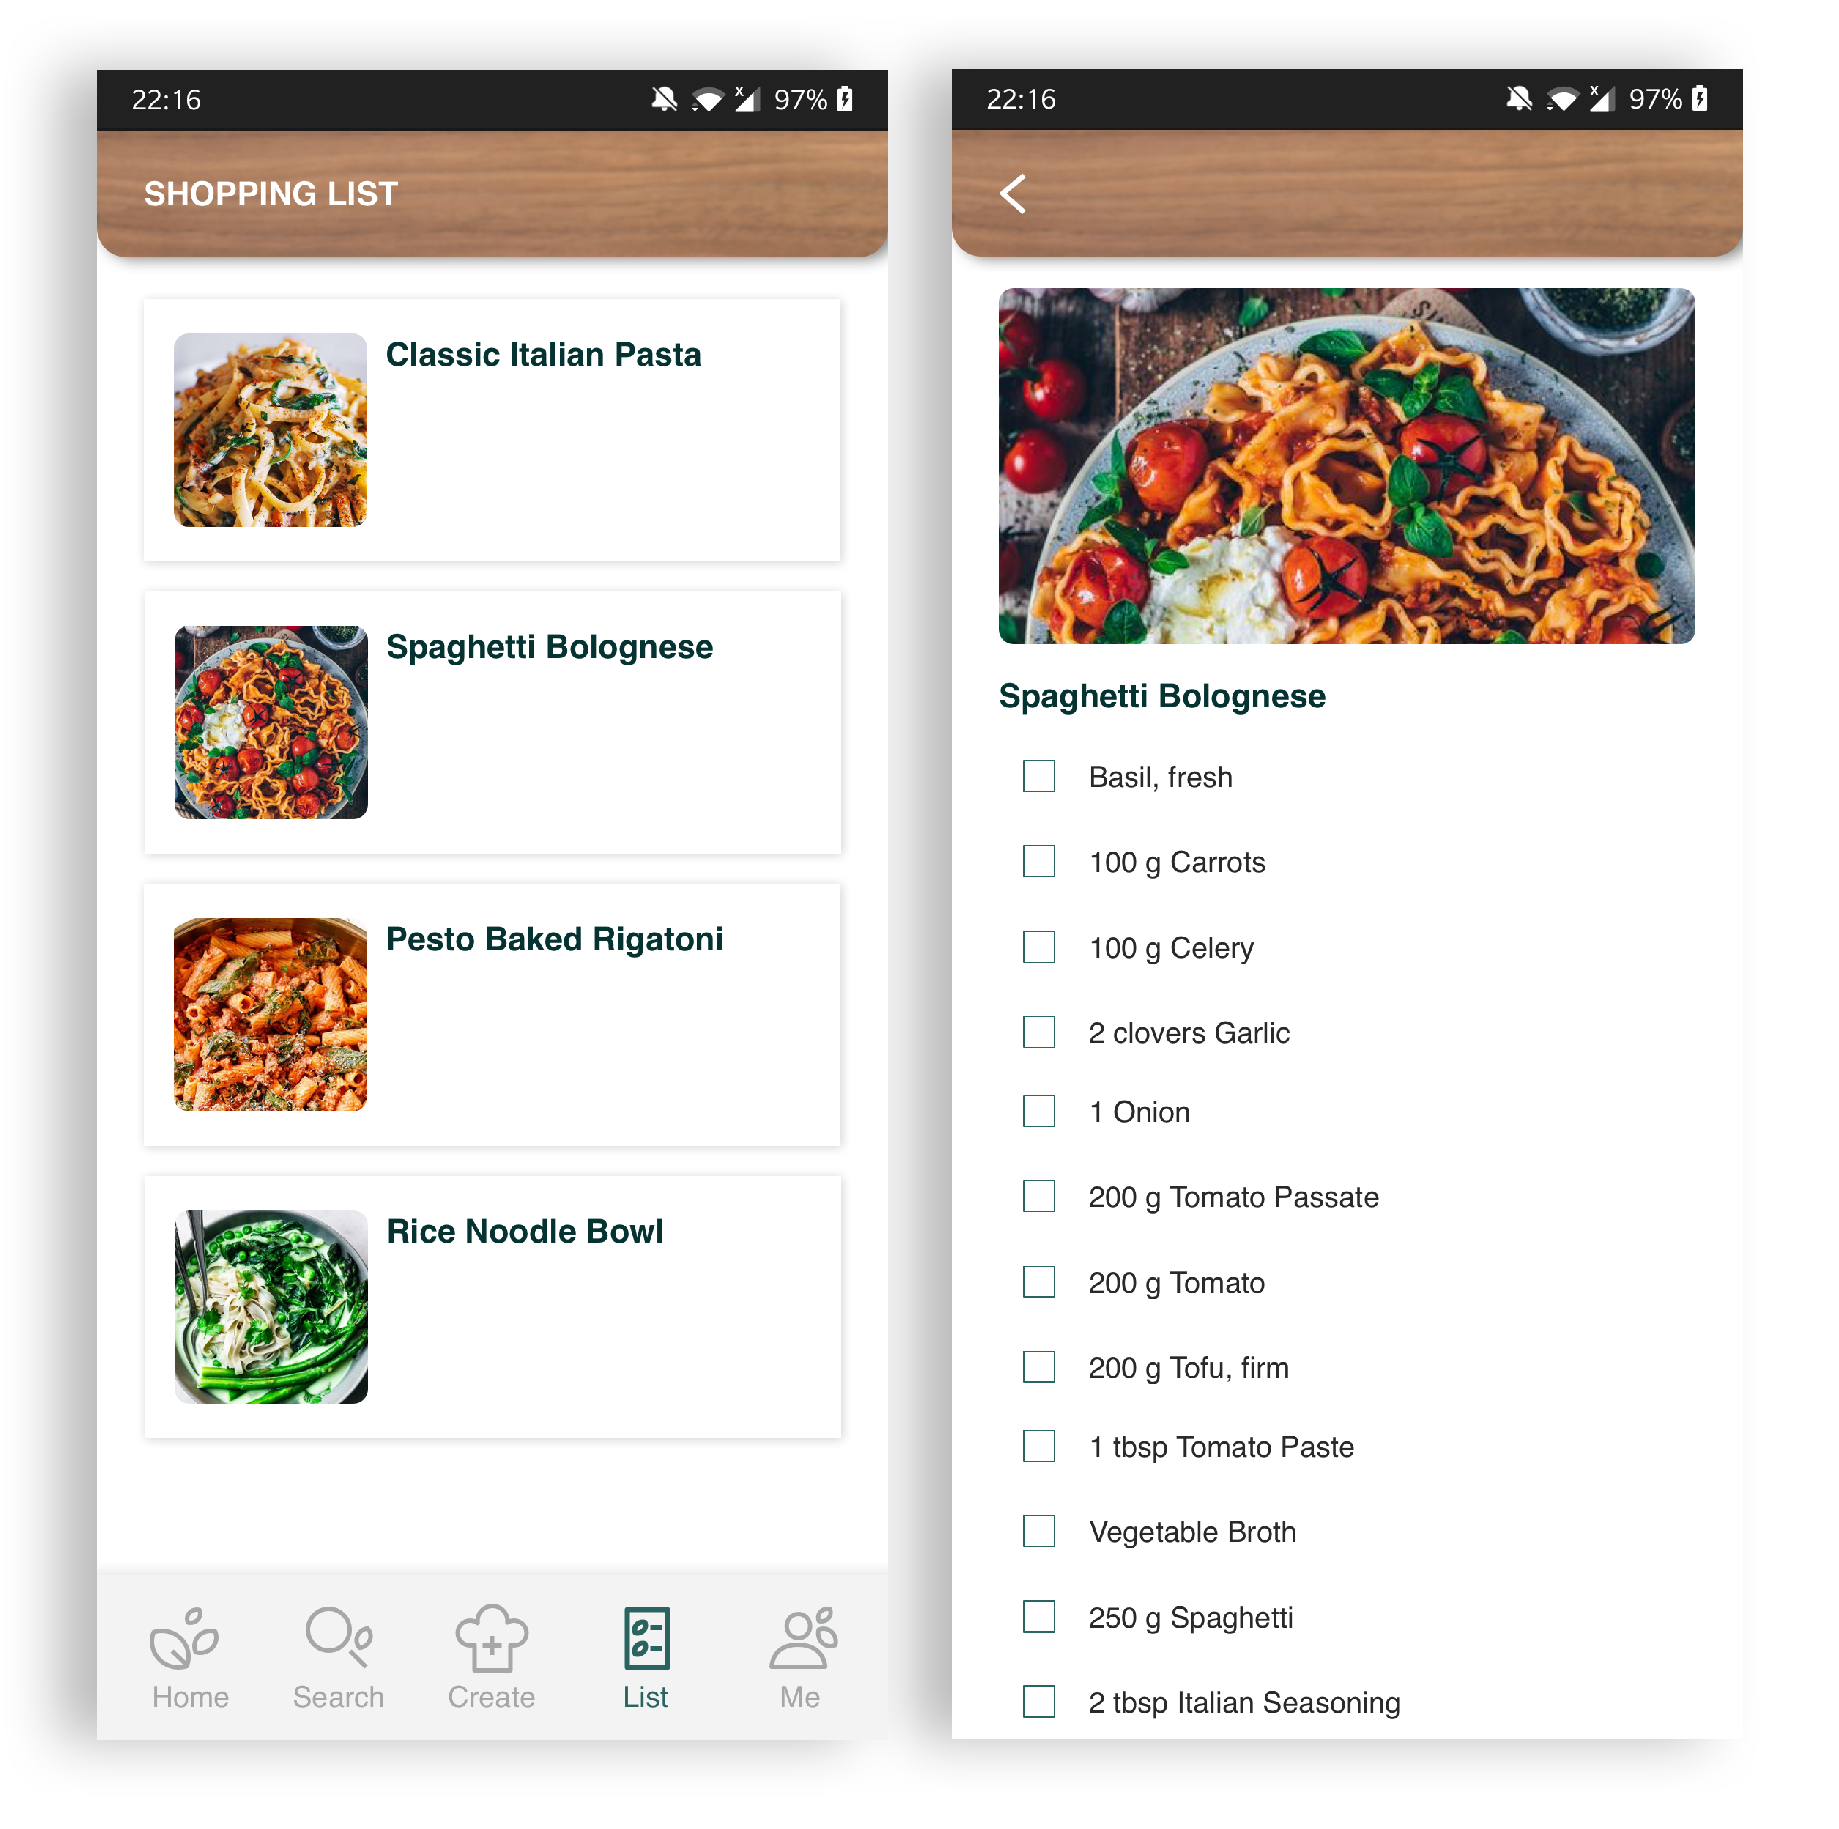 22:16
97%
SHOPPING LIST
Classic Italian Pasta
Spaghetti Bolognese
Pesto Baked Rigatoni
Rice Noodle Bowl
Home
Search
Create
List
Me
22:16
97%
Spaghetti Bolognese
Basil, fresh
100 g Carrots
100 g Celery
2 clovers Garlic
1 Onion
200 g Tomato Passate
200 g Tomato
200 g Tofu, firm
1 tbsp Tomato Paste
Vegetable Broth
250 g Spaghetti
2 tbsp Italian Seasoning